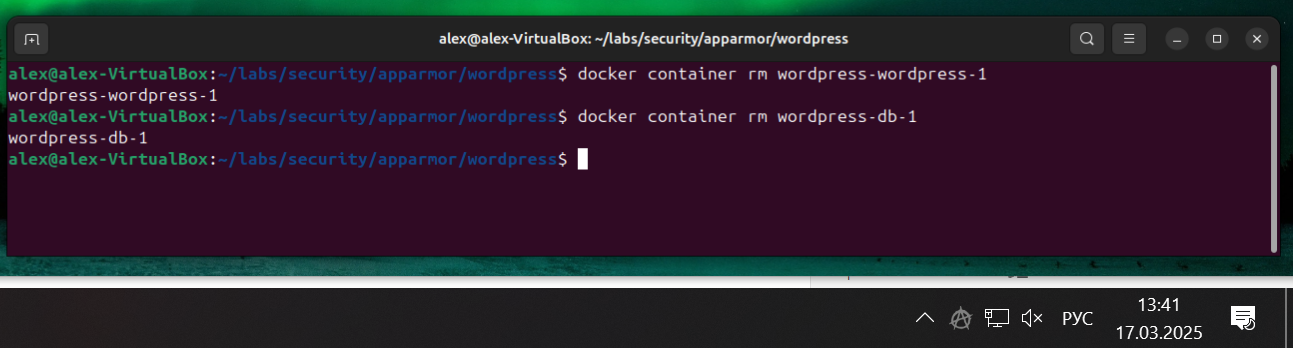 alex@alex-VirtualBox: ~/labs/security/apparmor/wordpress
alex@alex-VirtualBox:~/labs/security/apparmor/wordpress$ docker container rm wordpress-wordpress-1
wordpress-wordpress-1
alex@alex-VirtualBox:~/labs/security/apparmor/wordpress$ docker container rm wordpress-db-1
wordpress-db-1
alex@alex-VirtualBox:~/labs/security/apparmor/wordpress$
РУС
13:41
17.03.2025